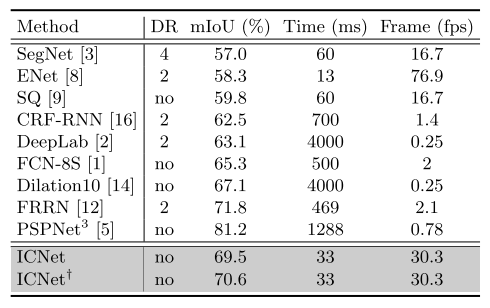 Method DR mIoU (%) Time (ms) Frame (fps)
SegNet [3] 4 57.0 60 16.7
ENet [8] 2 58.3 13 76.9
SQ [9] no 59.8 60 16.7
CRF-RNN [16] 2 62.5 700 1.4
DeepLab [2] 2 63.1 4000 0.25
FCN-8S [1] no 65.3 500 2
Dilation10 [14] no 67.1 4000 0.25
FRRN [12] 2 71.8 469 2.1
PSPNet³ [5] no 81.2 1288 0.78
ICNet no 69.5 33 30.3
ICNet† no 70.6 33 30.3